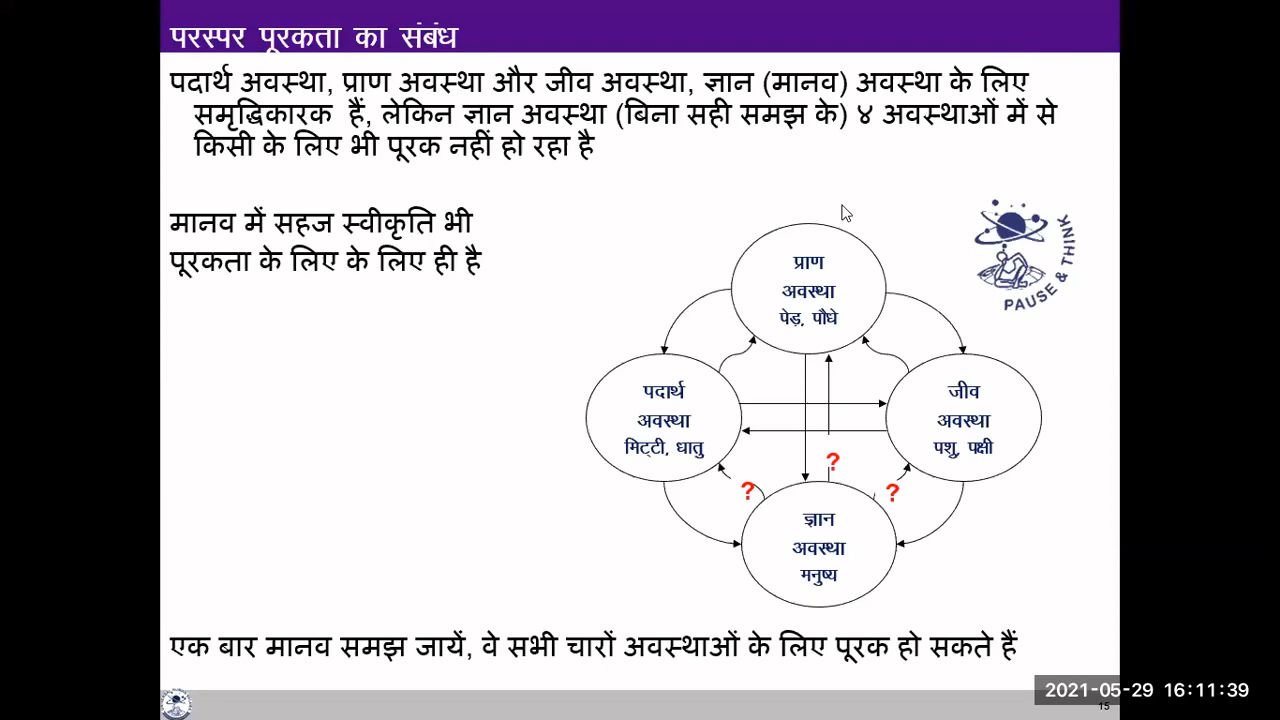 परस्पर पूरकता का संबंध
पदार्थ अवस्था, प्राण अवस्था और जीव अवस्था, ज्ञान (मानव) अवस्था के लिए
समृद्धिकारक हैं, लेकिन ज्ञान अवस्था (बिना सही समझ के) ४ अवस्थाओं में से
किसी के लिए भी पूरक नहीं हो रहा है
मानव में सहज स्वीकृति भी
पूरकता के लिए के लिए ही है
PAUSE & THINK
प्राण
अवस्था
पेड़, पौधे
पदार्थ
अवस्था
मिट्टी, धातु
जीव
अवस्था
पशु, पक्षी
?
?
?
ज्ञान
अवस्था
मनुष्य
एक बार मानव समझ जायें, वे सभी चारों अवस्थाओं के लिए पूरक हो सकते हैं
2021-05-29 16:11:39
15